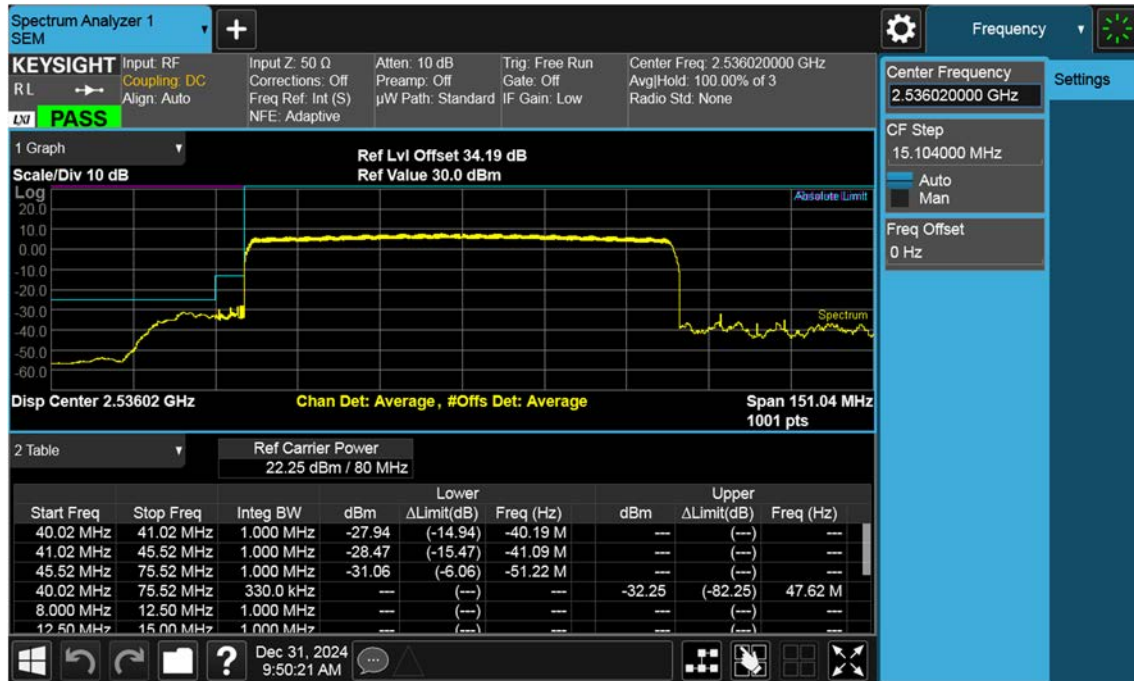 Spectrum Analyzer 1
SEM
Frequency
KEYSIGHT
R L
LXI
PASS
Input: RF
Coupling: DC
Align: Auto
Input Z: 50 Ω
Corrections: Off
Freq Ref: Int (S)
NFE: Adaptive
Atten: 10 dB
Preamp: Off
µW Path: Standard
Trig: Free Run
Gate: Off
IF Gain: Low
Center Freq: 2.536020000 GHz
Avg|Hold: 100.00% of 3
Radio Std: None
Center Frequency
2.536020000 GHz
Settings
CF Step
15.104000 MHz
Auto
Man
Freq Offset
0 Hz
1 Graph
Scale/Div 10 dB
Ref Lvl Offset 34.19 dB
Ref Value 30.0 dBm
Log
20.0
10.0
0.00
-10.0
-20.0
-30.0
-40.0
-50.0
-60.0
Absolute Limit
Spectrum
Disp Center 2.53602 GHz
Chan Det: Average, #Offs Det: Average
Span 151.04 MHz
1001 pts
2 Table
Ref Carrier Power
22.25 dBm / 80 MHz
Lower Upper
Start Freq Stop Freq Integ BW dBm ΔLimit(dB) Freq (Hz) dBm ΔLimit(dB) Freq (Hz)
40.02 MHz 41.02 MHz 1.000 MHz -27.94 (-14.94) -40.19 M --- (---) ---
41.02 MHz 45.52 MHz 1.000 MHz -28.47 (-15.47) -41.09 M --- (---) ---
45.52 MHz 75.52 MHz 1.000 MHz -31.06 (-6.06) -51.22 M --- (---) ---
40.02 MHz 75.52 MHz 330.0 kHz --- (---) --- -32.25 (-82.25) 47.62 M
8.000 MHz 12.50 MHz 1.000 MHz --- (---) --- --- (---) ---
12.50 MHz 15.00 MHz 1.000 MHz --- (---) --- --- (---) ---
?
Dec 31, 2024
9:50:21 AM